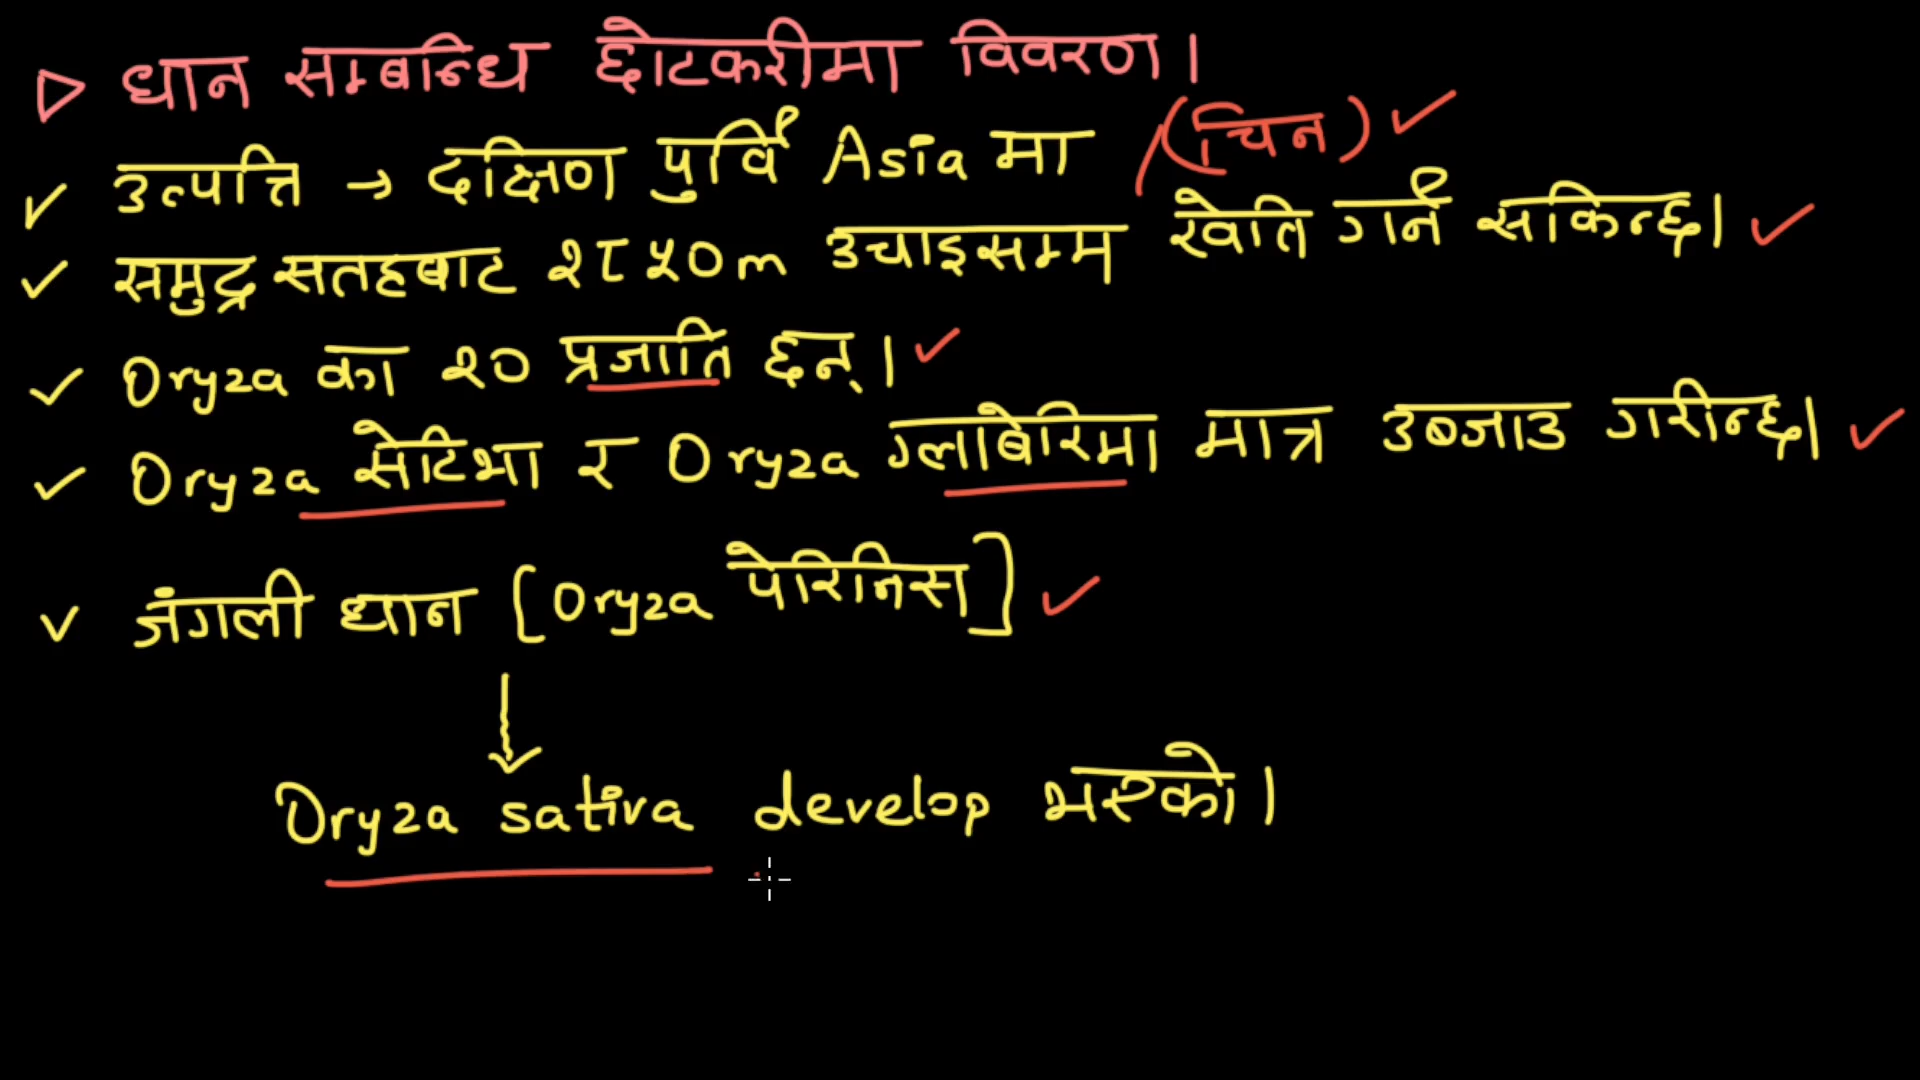 धान सम्बन्धि छोटकरीमा विवरण।
उत्पत्ति → दक्षिण पुर्वि Asia मा (चिन)
समुद्र सतहबाट २८५०m उचाइसम्म खेति गर्न सकिन्छ।
Oryza का २० प्रजाति छन्।
Oryza सेटिभा र Oryza ग्लाबेरिमा मात्र उब्जाउ गरीन्छ।
जंगली धान [Oryza पेरिनिस]
↓
Oryza sativa develop भएको।